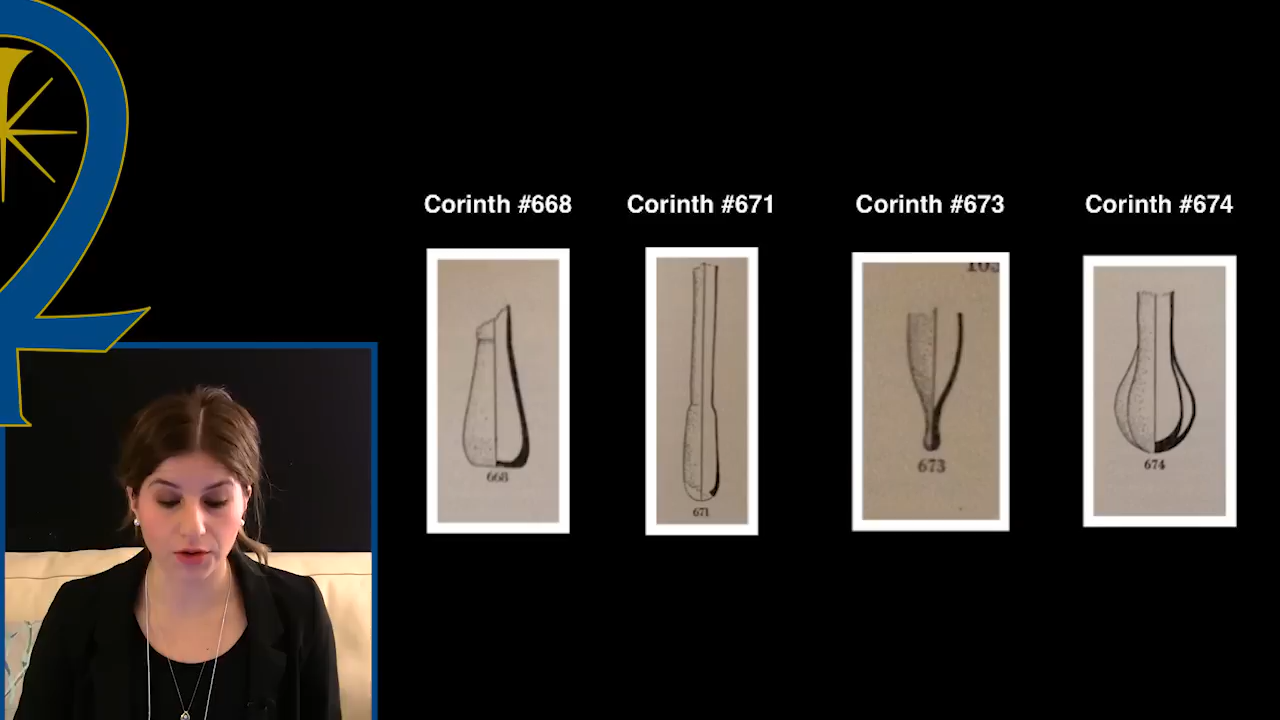 Corinth #668
Corinth #671
Corinth #673
Corinth #674
668
671
673
674